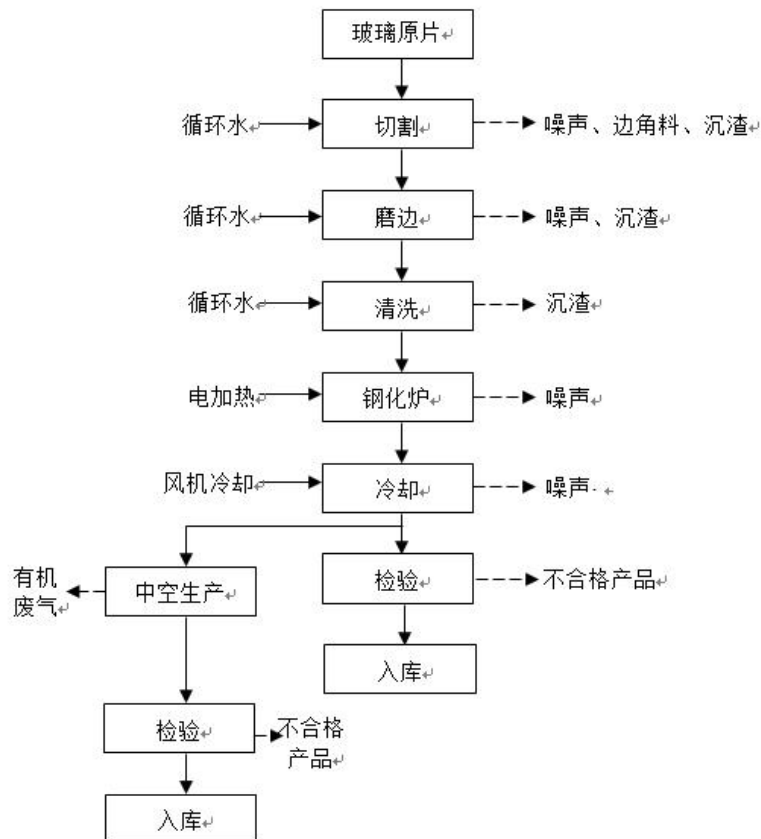 玻璃原片
循环水
切割
噪声、边角料、沉渣
循环水
磨边
噪声、沉渣
循环水
清洗
沉渣
电加热
钢化炉
噪声
风机冷却
冷却
噪声.
有机
废气
中空生产
检验
不合格产品
入库
检验
不合格
产品
入库